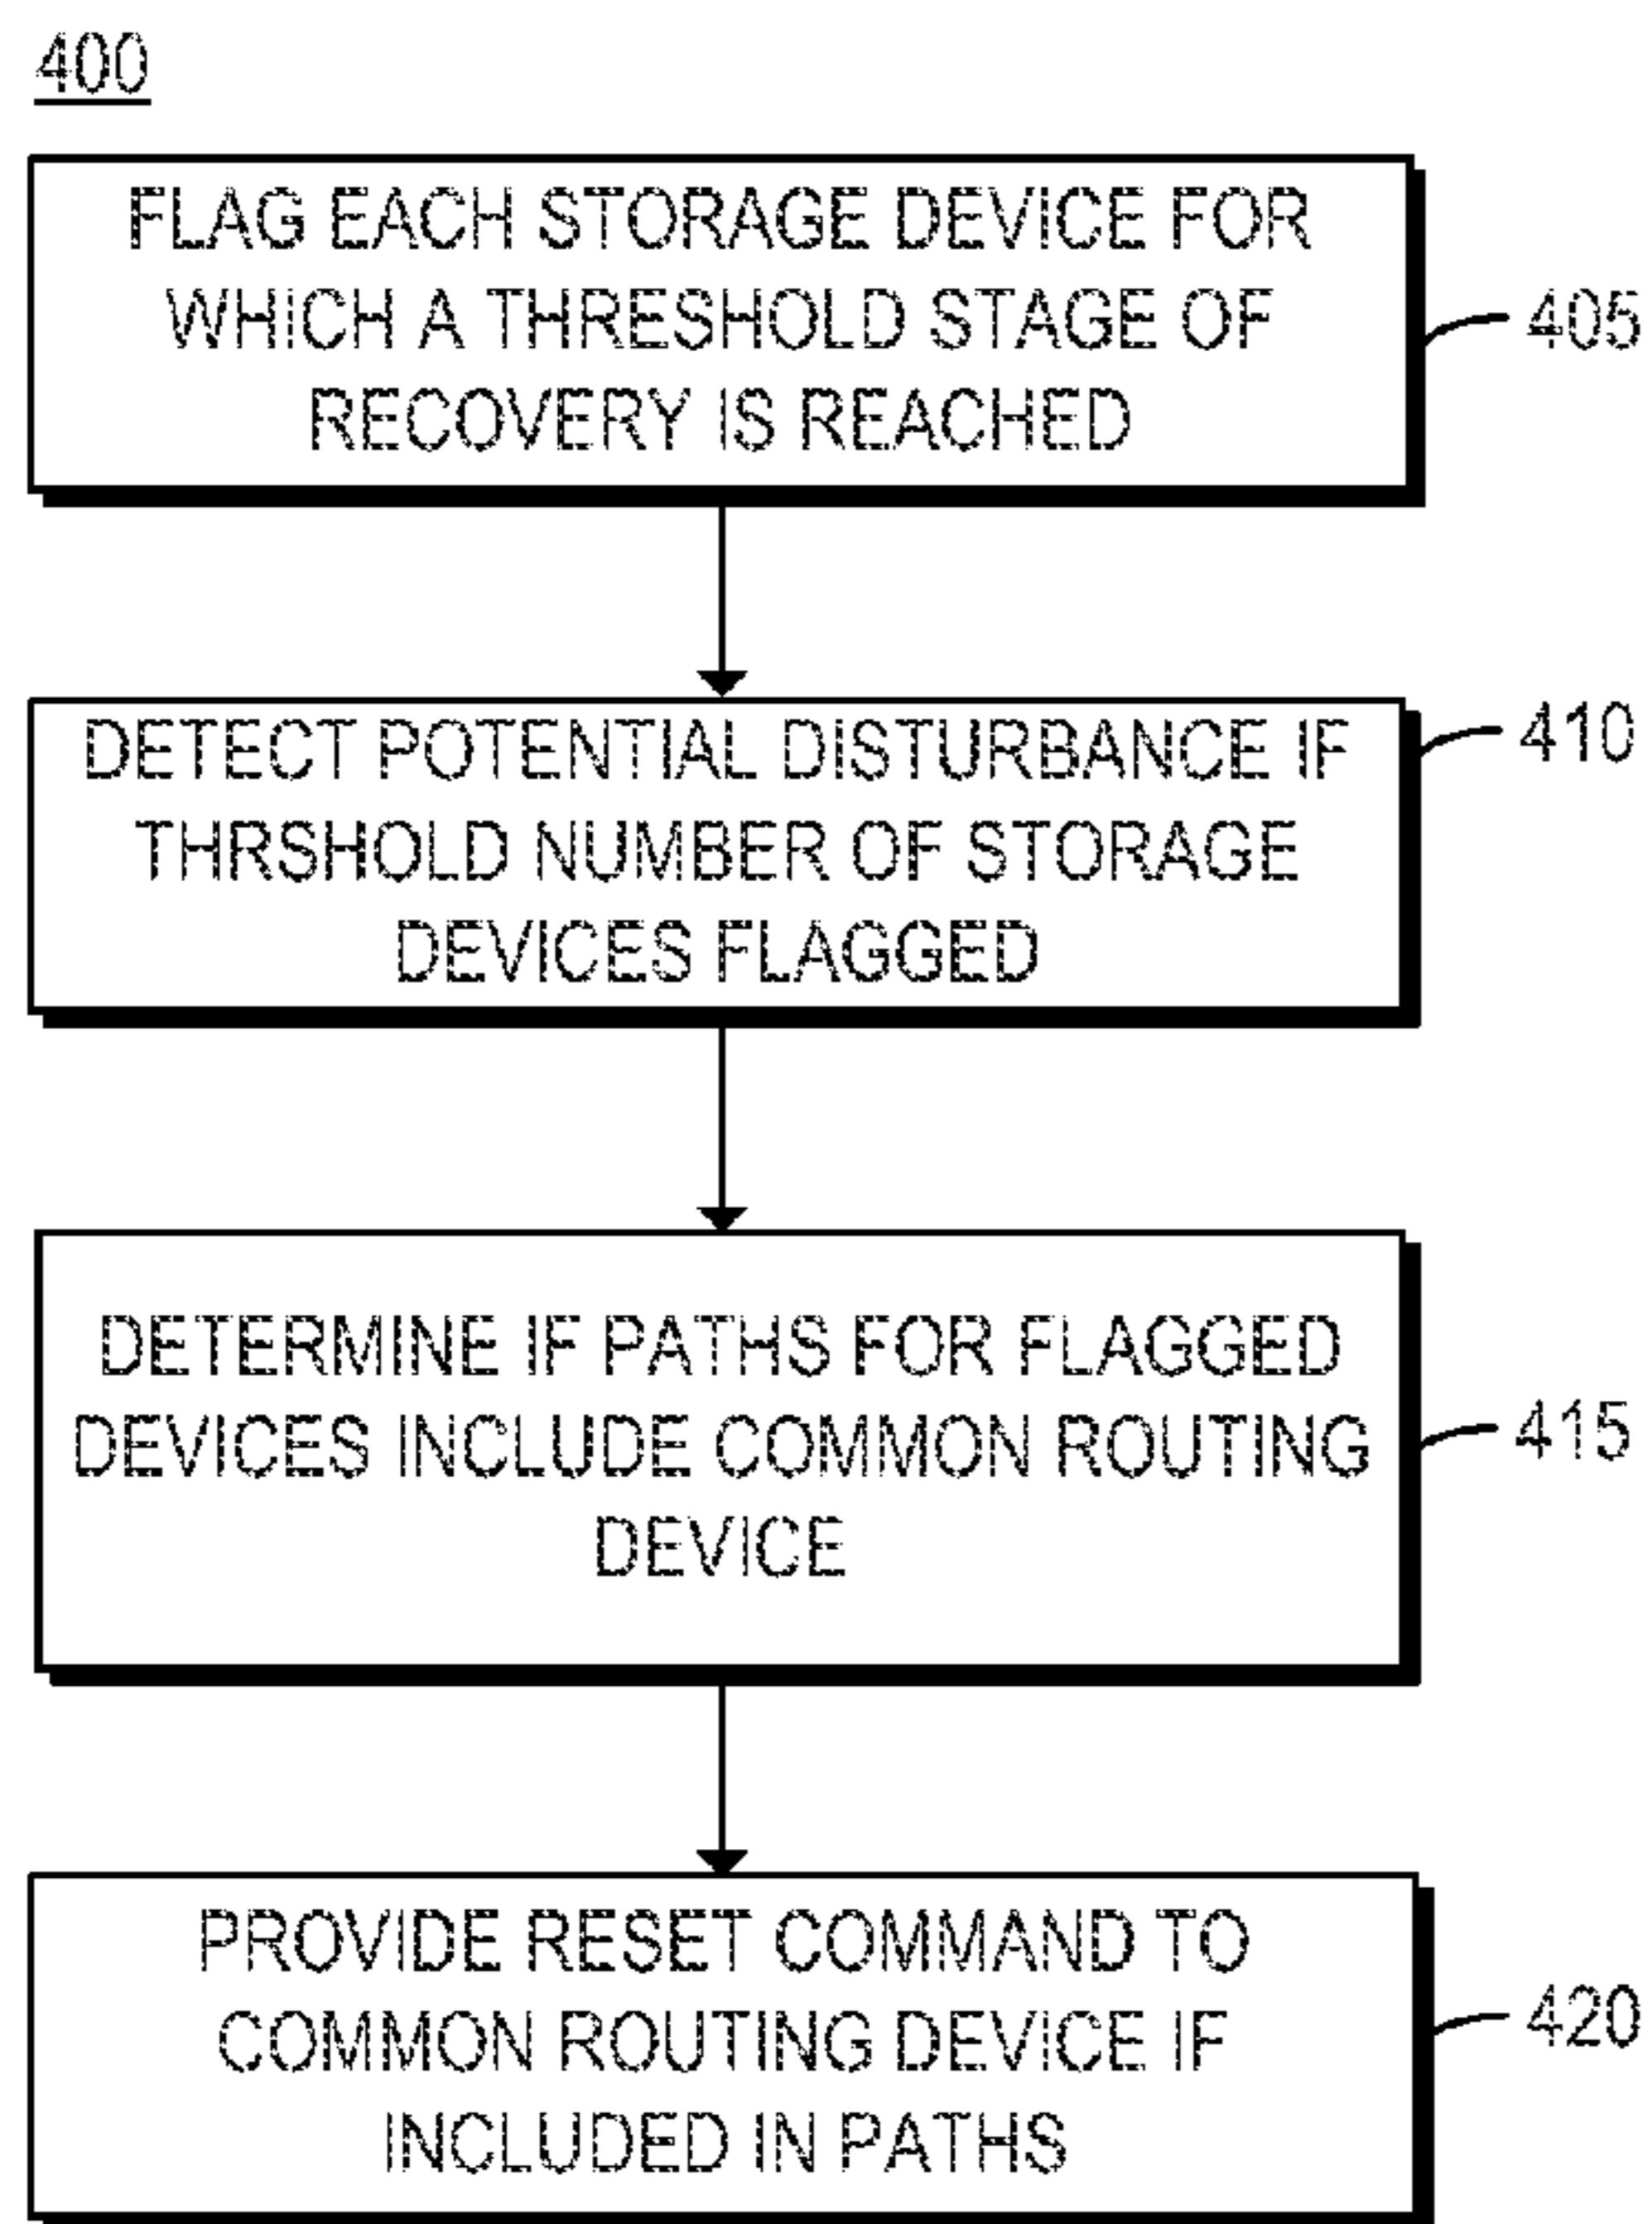 400
FLAG EACH STORAGE DEVICE FOR
WHICH A THRESHOLD STAGE OF
RECOVERY IS REACHED
405
DETECT POTENTIAL DISTURBANCE IF
THRSHOLD NUMBER OF STORAGE
DEVICES FLAGGED
410
DETERMINE IF PATHS FOR FLAGGED
DEVICES INCLUDE COMMON ROUTING
DEVICE
415
PROVIDE RESET COMMAND TO
COMMON ROUTING DEVICE IF
INCLUDED IN PATHS
420